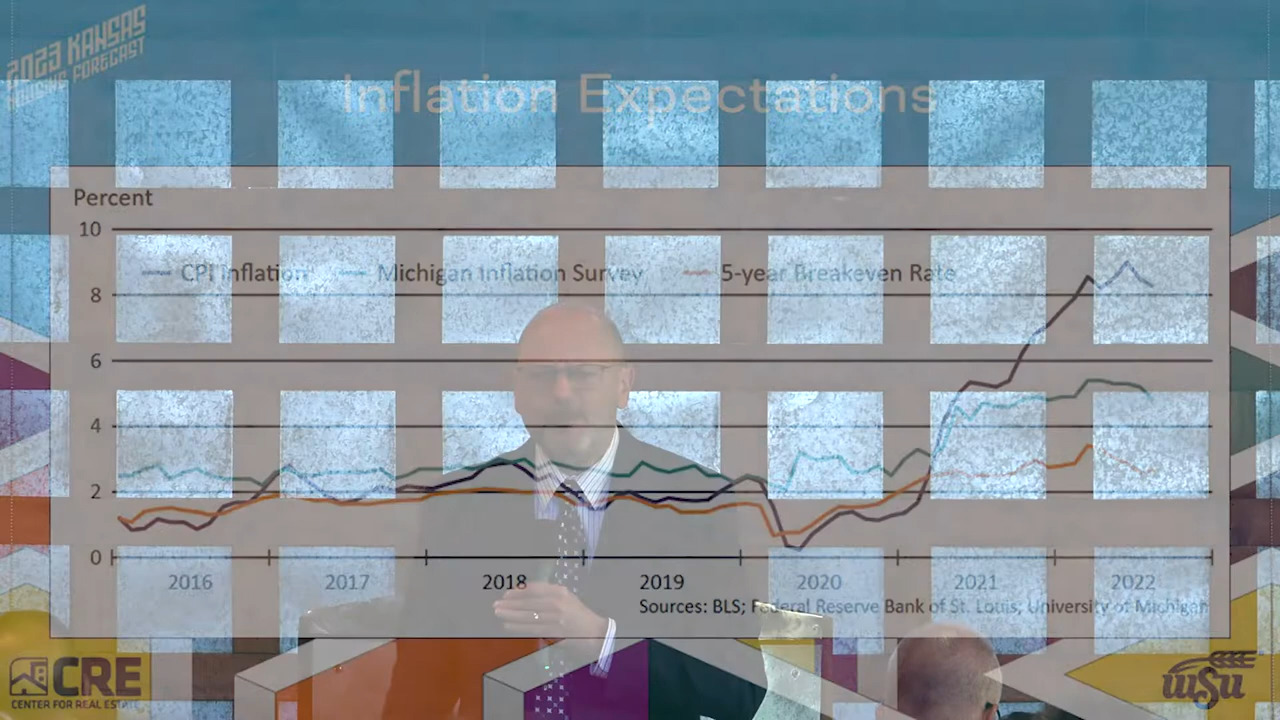 2023 KANSAS
HOUSING FORECAST
Inflation Expectations
Percent
10
CPI Inflation Michigan Inflation Survey 5-year Breakeven Rate
8
6
4
2
0
2016 2017 2018 2019 2020 2021 2022
Sources: BLS; Federal Reserve Bank of St. Louis; University of Michigan
CRE
CENTER FOR REAL ESTATE
WSU